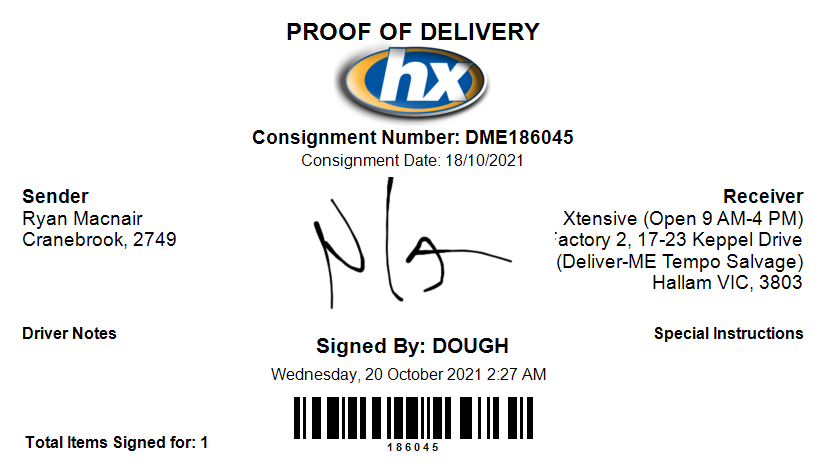 PROOF OF DELIVERY
hx
Consignment Number: DME186045
Consignment Date: 18/10/2021
Sender
Ryan Macnair
Cranebrook, 2749
N/A
Receiver
Xtensive (Open 9 AM-4 PM)
Factory 2, 17-23 Keppel Drive
(Deliver-ME Tempo Salvage)
Hallam VIC, 3803
Driver Notes
Special Instructions
Signed By: DOUGH
Wednesday, 20 October 2021 2:27 AM
186045
Total Items Signed for: 1